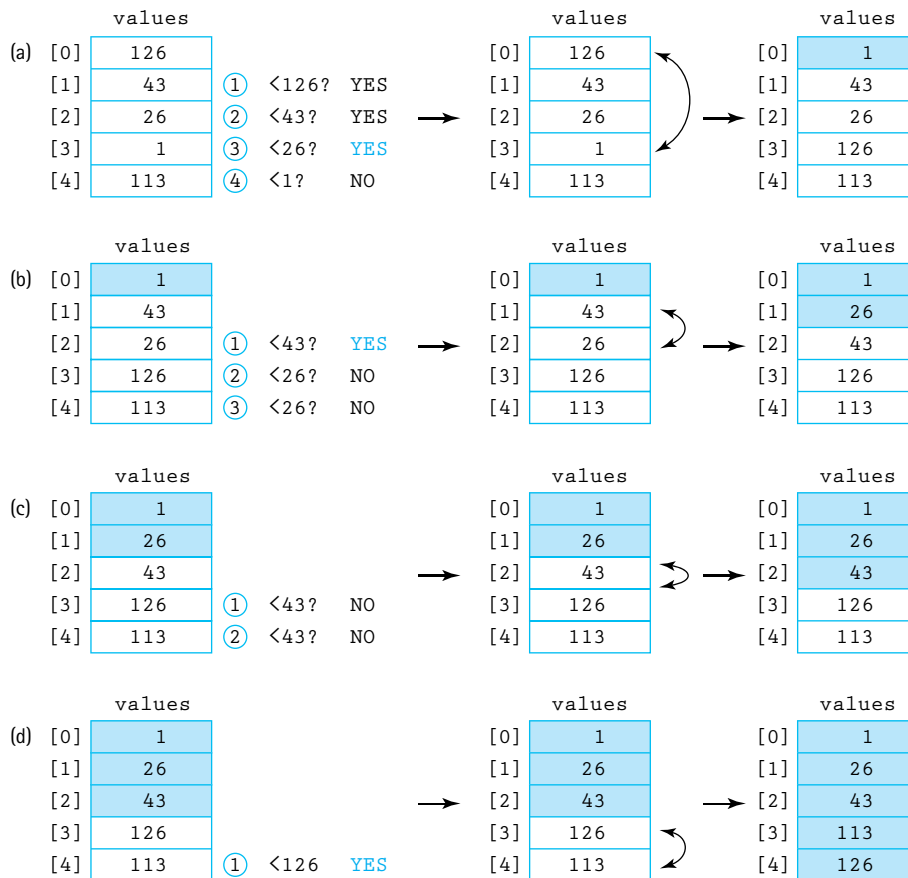 values values values
(a) [0] 126 [0] 126 [0] 1
[1] 43 1 <126? YES [1] 43 [1] 43
[2] 26 2 <43? YES [2] 26 [2] 26
[3] 1 3 <26? YES [3] 1 [3] 126
[4] 113 4 <1? NO [4] 113 [4] 113
values values values
(b) [0] 1 [0] 1 [0] 1
[1] 43 [1] 43 [1] 26
[2] 26 1 <43? YES [2] 26 [2] 43
[3] 126 2 <26? NO [3] 126 [3] 126
[4] 113 3 <26? NO [4] 113 [4] 113
values values values
(c) [0] 1 [0] 1 [0] 1
[1] 26 [1] 26 [1] 26
[2] 43 [2] 43 [2] 43
[3] 126 1 <43? NO [3] 126 [3] 126
[4] 113 2 <43? NO [4] 113 [4] 113
values values values
(d) [0] 1 [0] 1 [0] 1
[1] 26 [1] 26 [1] 26
[2] 43 [2] 43 [2] 43
[3] 126 [3] 126 [3] 113
[4] 113 1 <126 YES [4] 113 [4] 126